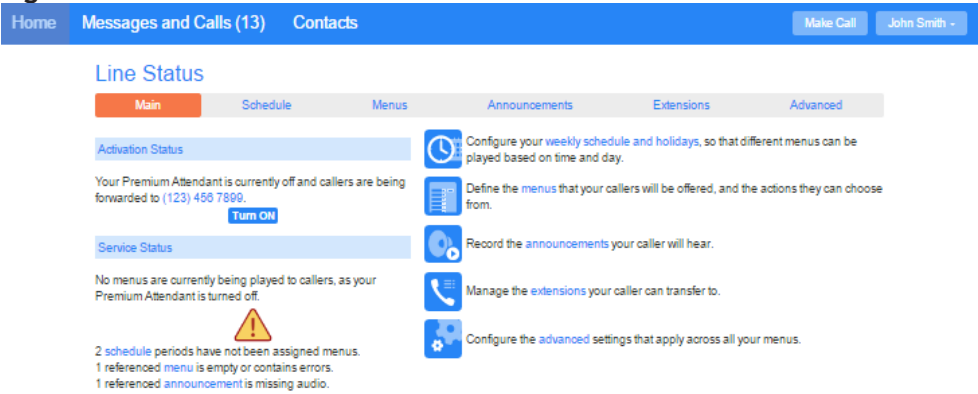 Home Messages and Calls (13) Contacts Make Call John Smith
Line Status
Main Schedule Menus Announcements Extensions Advanced
Activation Status
Your Premium Attendant is currently off and callers are being
forwarded to (123) 456 7899.
Turn ON
Service Status
No menus are currently being played to callers, as your
Premium Attendant is turned off.
2 schedule periods have not been assigned menus.
1 referenced menu is empty or contains errors.
1 referenced announcement is missing audio.
Configure your weekly schedule and holidays, so that different menus can be
played based on time and day.
Define the menus that your callers will be offered, and the actions they can choose
from.
Record the announcements your caller will hear.
Manage the extensions your caller can transfer to.
Configure the advanced settings that apply across all your menus.